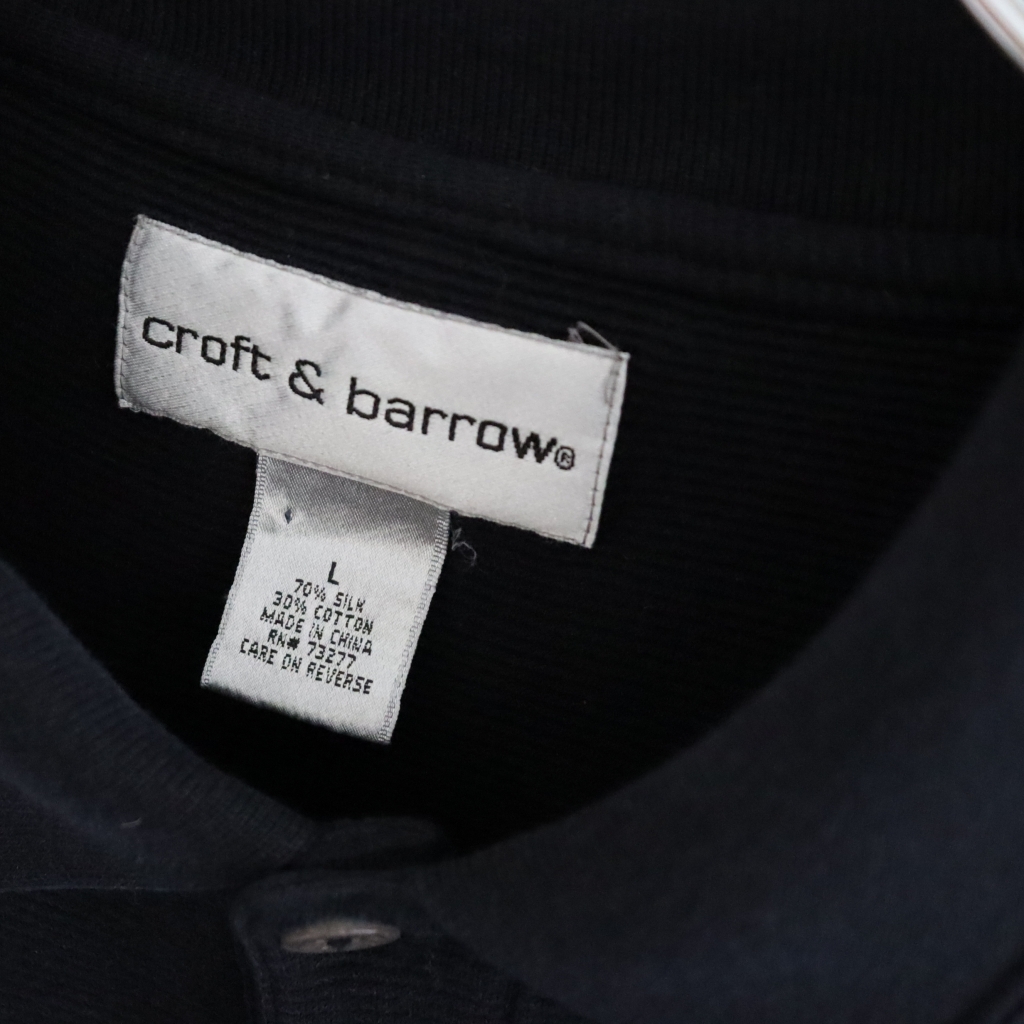 croft & barrow®
L
70% SILK
30% COTTON
MADE IN CHINA
RN# 73277
CARE ON REVERSE